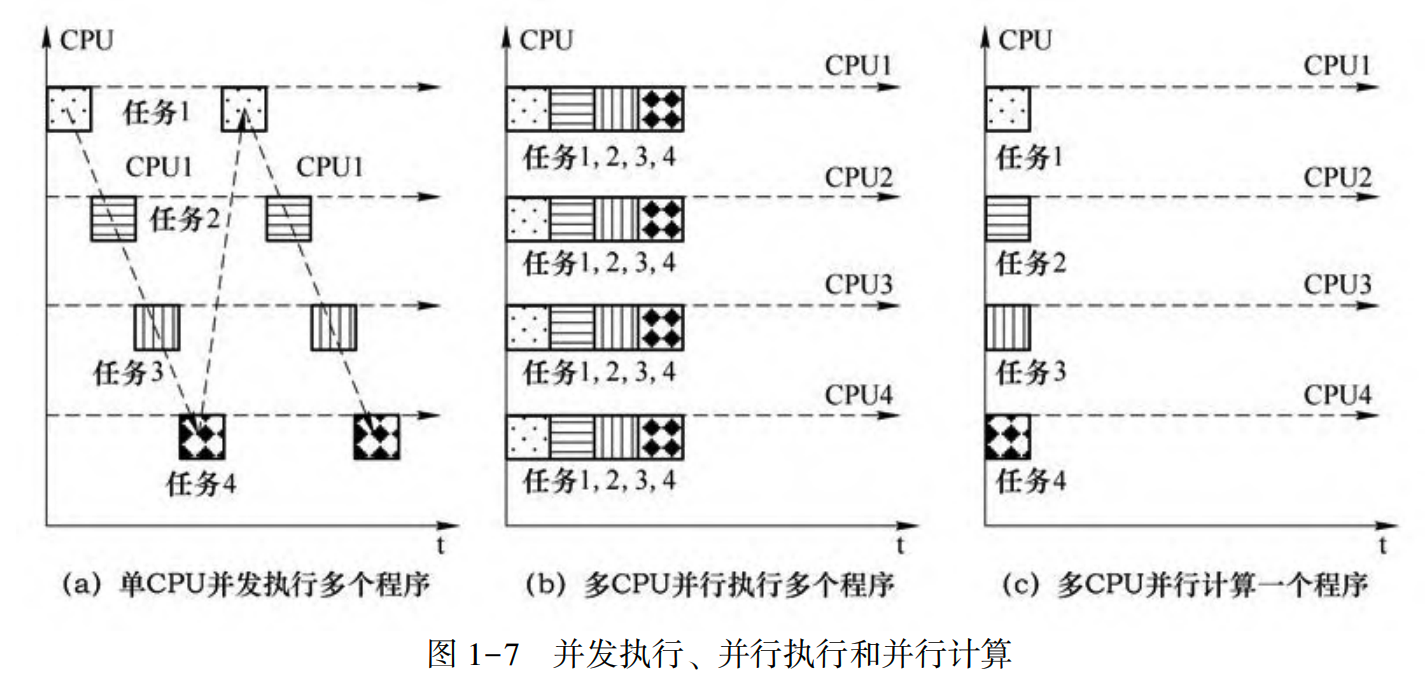 CPU
任务1
CPU1
CPU1
任务2
任务3
任务4
t
(a) 单CPU并发执行多个程序
CPU
CPU1
任务1, 2, 3, 4
CPU2
任务1, 2, 3, 4
CPU3
任务1, 2, 3, 4
CPU4
任务1, 2, 3, 4
t
(b) 多CPU并行执行多个程序
CPU
CPU1
任务1
CPU2
任务2
CPU3
任务3
CPU4
任务4
t
(c) 多CPU并行计算一个程序
图 1-7 并发执行、并行执行和并行计算